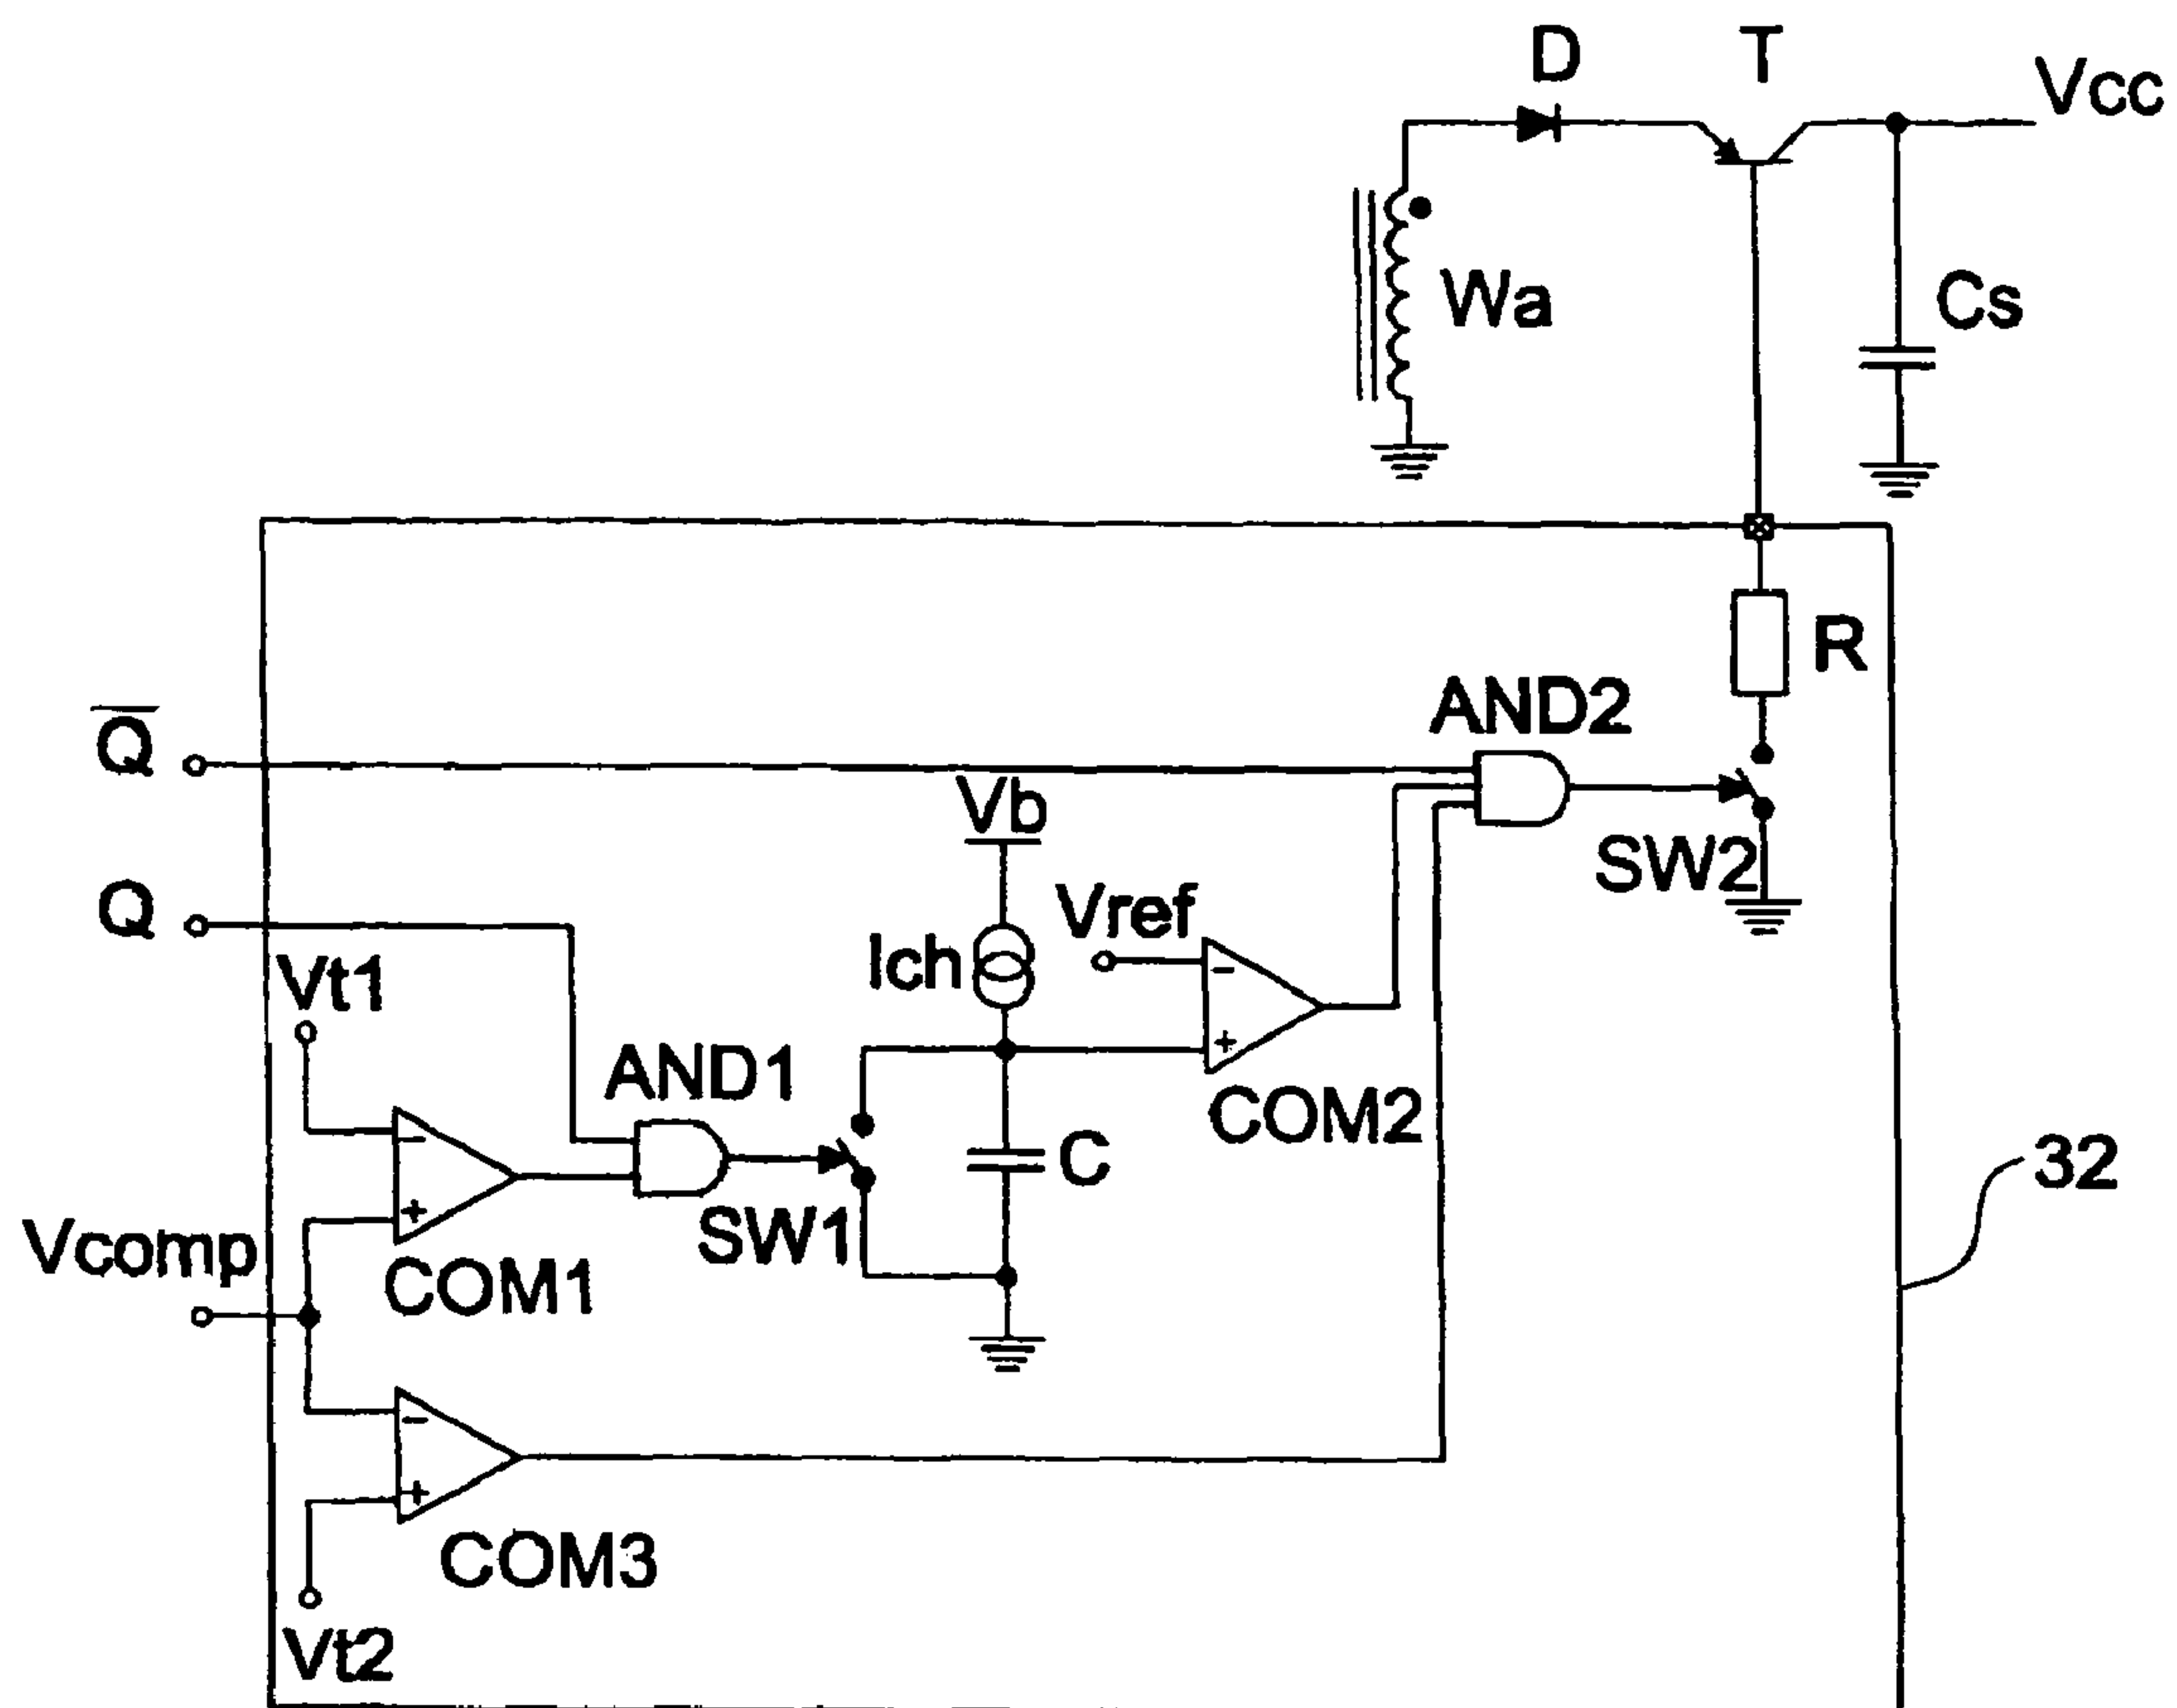 D
T
Vcc
Wa
Cs
R
AND2
Q̅
Vb
SW2
Q
Vref
Ich
Vt1
-
AND1
+
COM2
-
C
32
+
SW1
Vcomp
COM1
-
+
COM3
Vt2